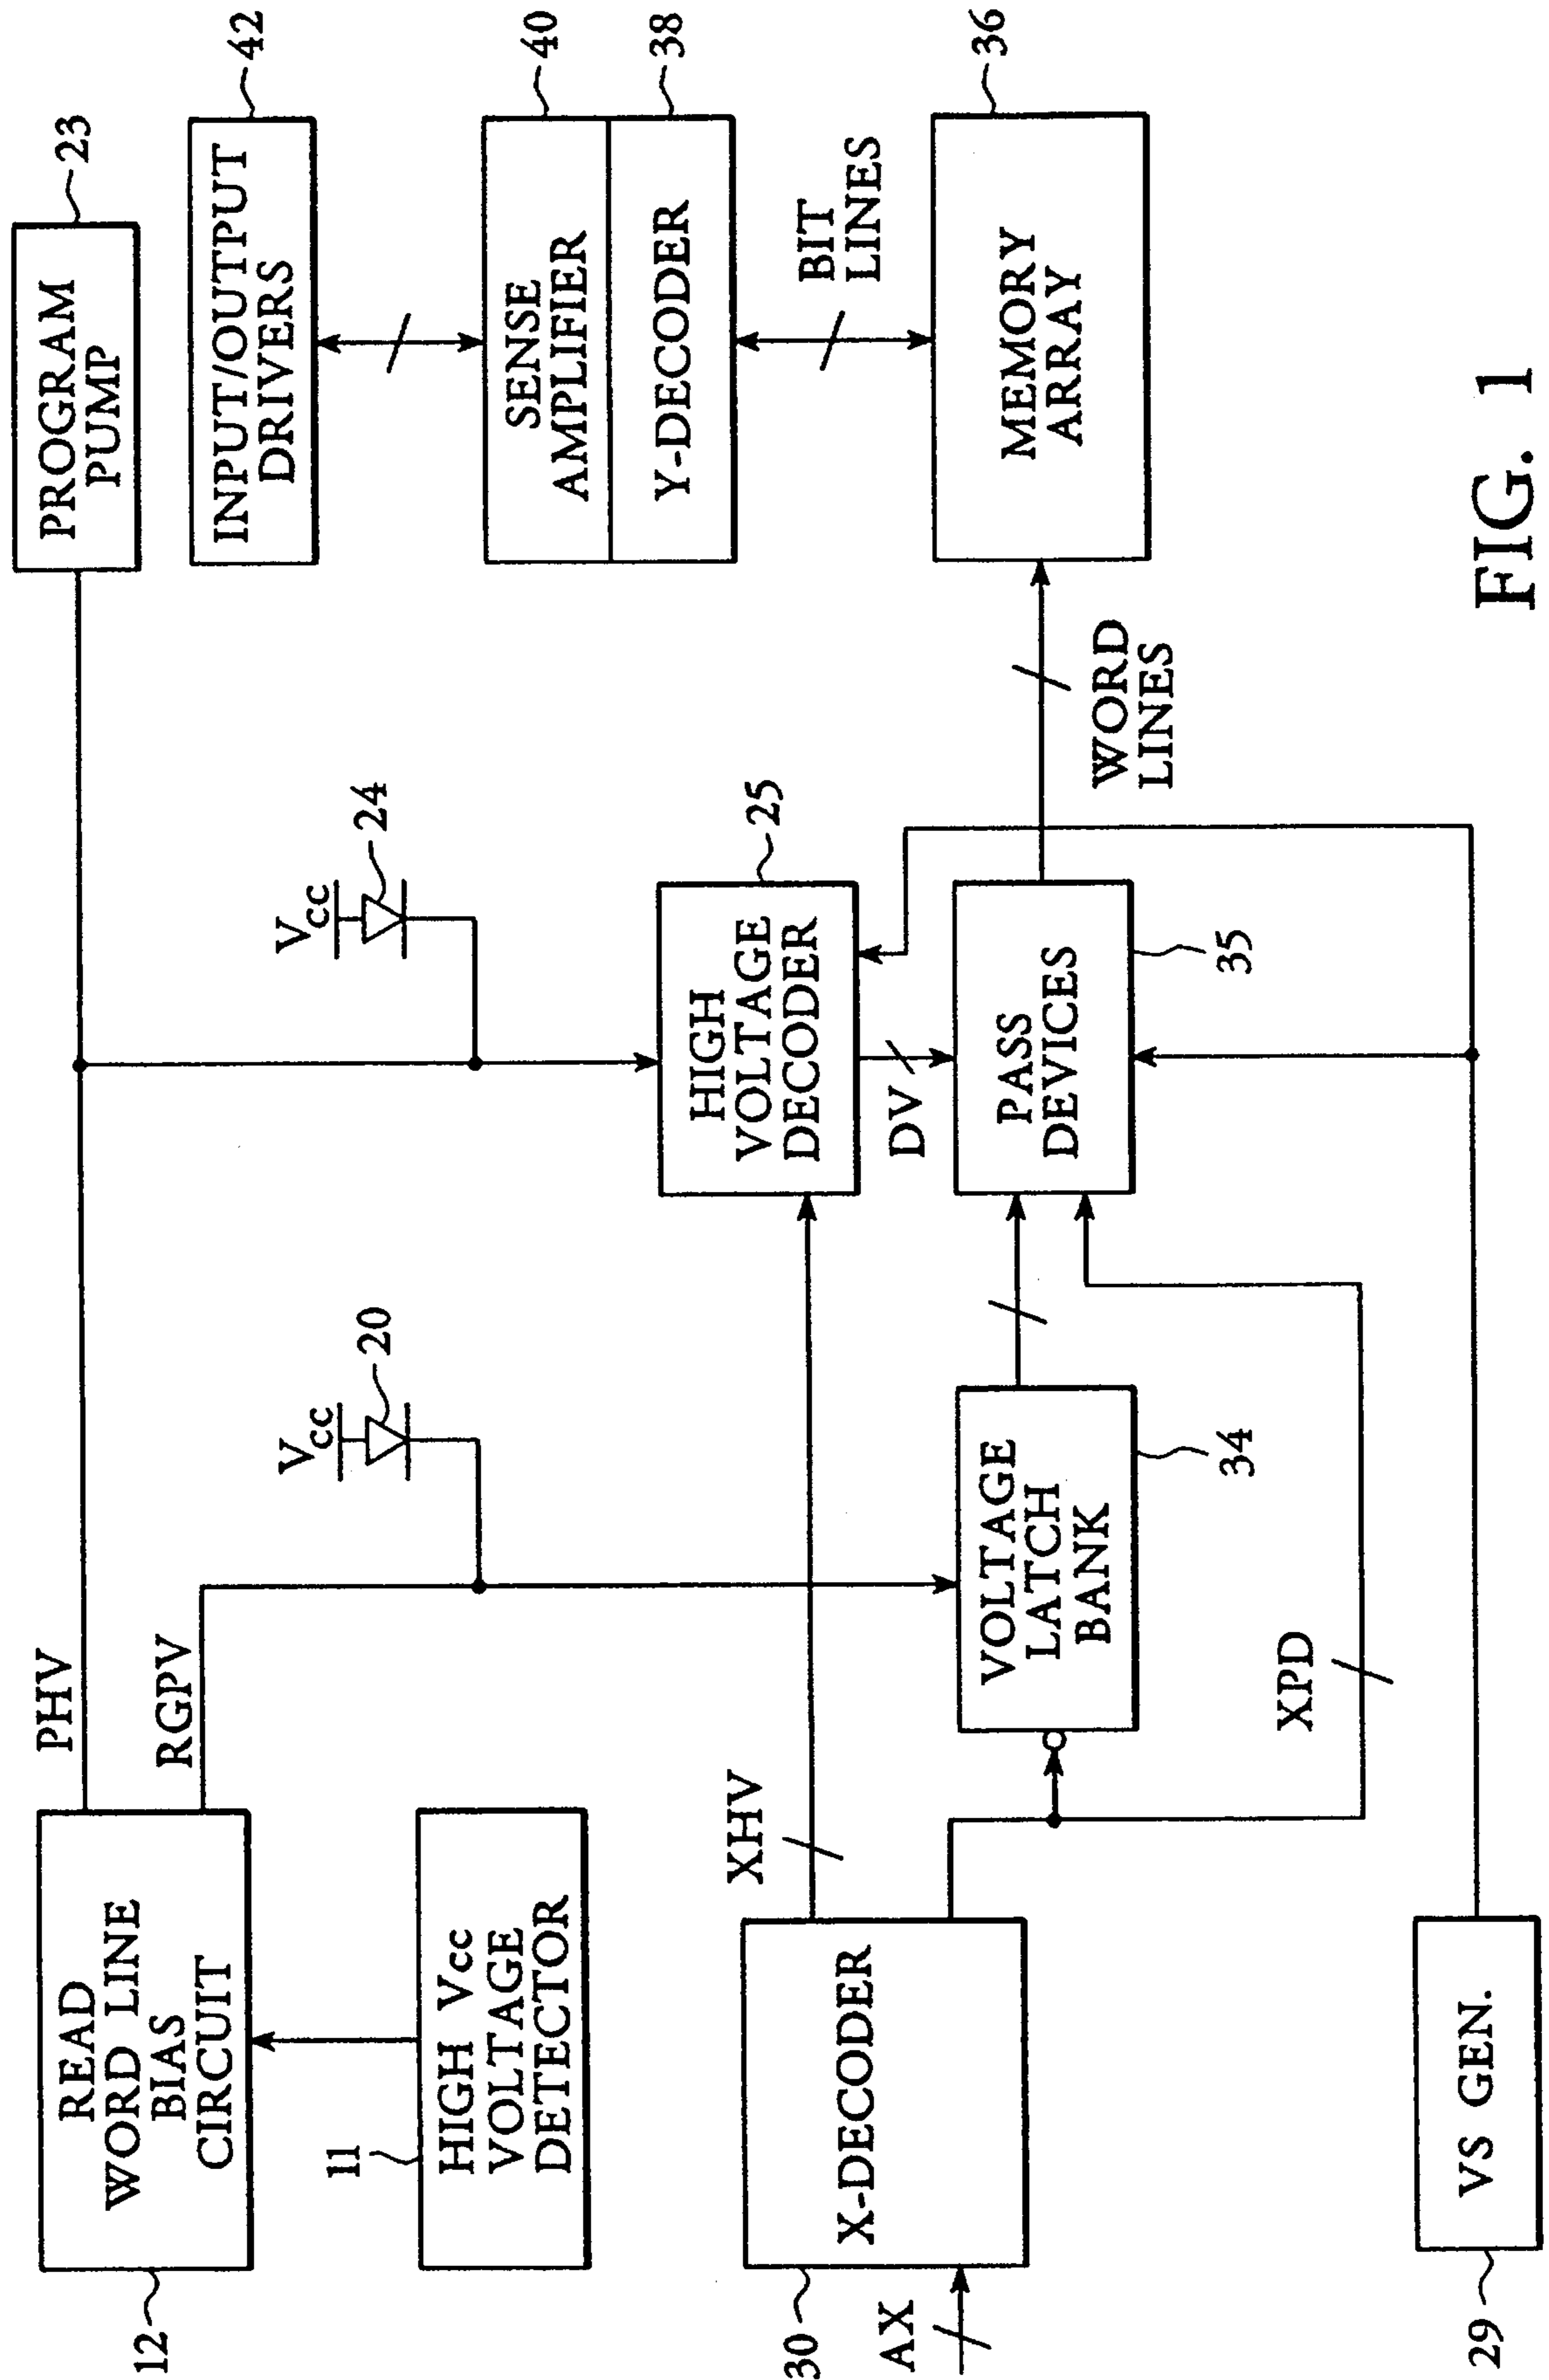 12
READ
WORD LINE
BIAS
CIRCUIT
PHV
RGPV
PROGRAM
PUMP
23
INPUT/OUTPUT
DRIVERS
42
11
HIGH Vcc
VOLTAGE
DETECTOR
Vcc
20
Vcc
24
SENSE
AMPLIFIER
40
Y-DECODER
38
30
X-DECODER
AX
XHV
HIGH
VOLTAGE
DECODER
25
DV
BIT
LINES
VOLTAGE
LATCH
BANK
34
PASS
DEVICES
35
WORD
LINES
MEMORY
ARRAY
36
XPD
29
VS GEN.
FIG. 1